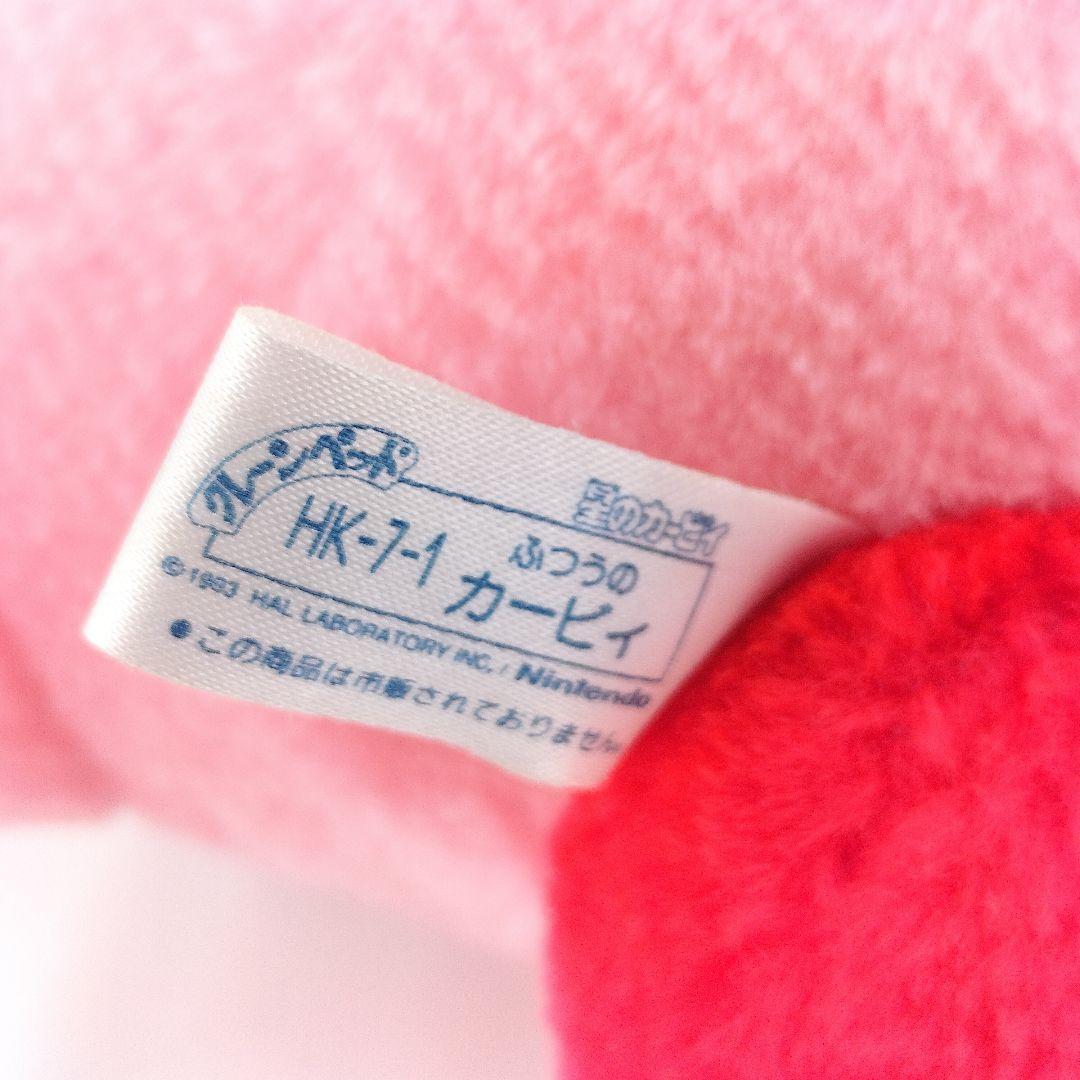 クレーンペット
星のカービィ
HK-7-1 ふつうの
カービィ
©1993 HAL LABORATORY INC. / Nintendo
●この商品は市販されておりません。